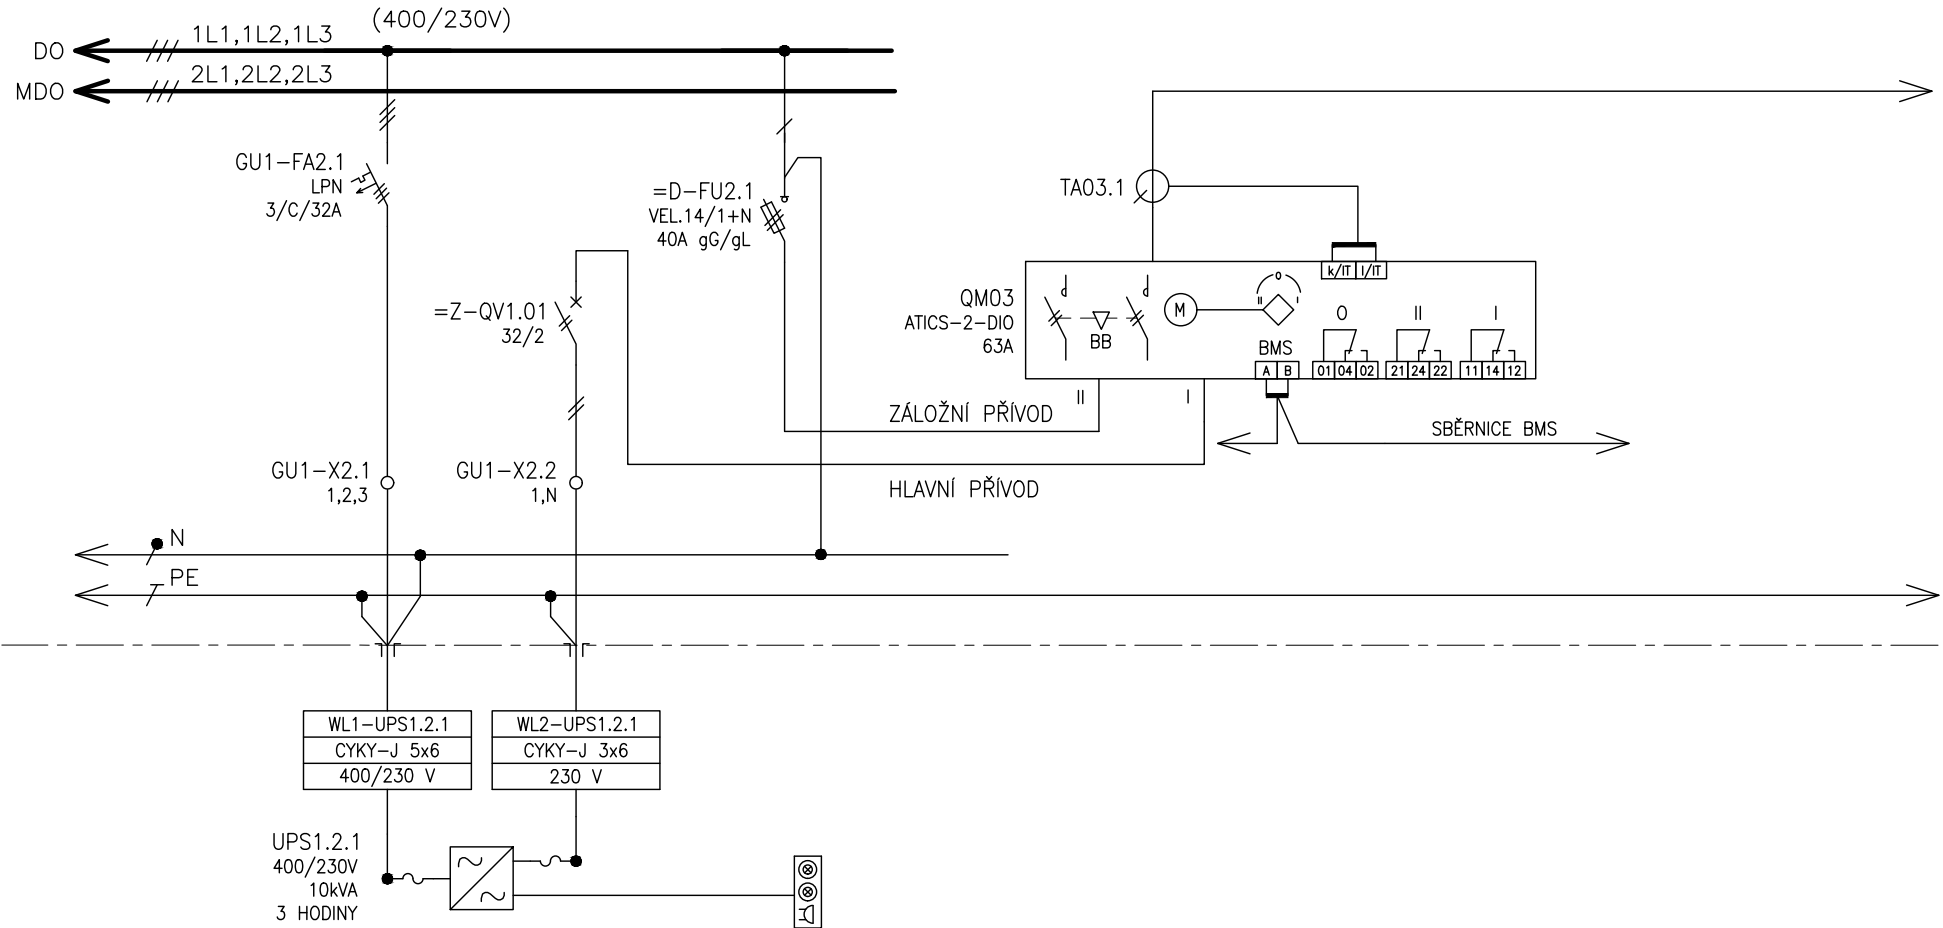 (400/230V)
DO
1L1,1L2,1L3
MDO
2L1,2L2,2L3
GU1-FA2.1
LPN
3/C/32A
=D-FU2.1
VEL.14/1+N
40A gG/gL
TA03.1
=Z-QV1.01
32/2
QM03
ATICS-2-DIO
63A
k/IT l/IT
0
II
I
M
BB
BMS
O II I
A B
01 04 02
21 24 22
11 14 12
II
I
ZÁLOŽNÍ PŘÍVOD
SBĚRNICE BMS
GU1-X2.1
1,2,3
GU1-X2.2
1,N
HLAVNÍ PŘÍVOD
N
PE
WL1-UPS1.2.1
CYKY-J 5x6
400/230 V
WL2-UPS1.2.1
CYKY-J 3x6
230 V
UPS1.2.1
400/230V
10kVA
3 HODINY